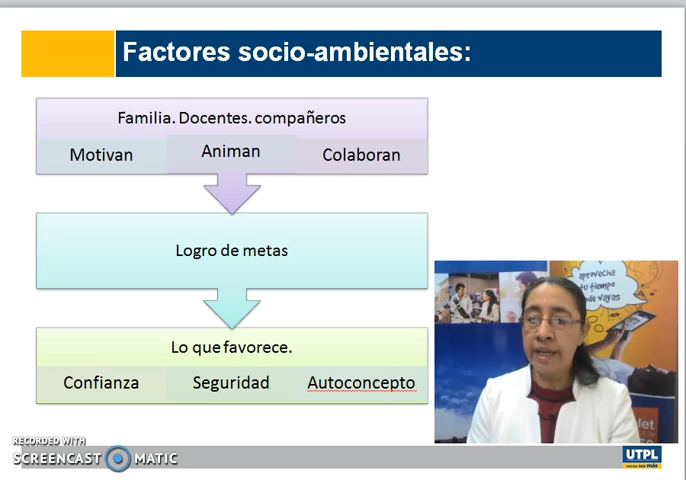 Factores socio-ambientales:
Familia. Docentes. compañeros
Motivan
Animan
Colaboran
Logro de metas
Lo que favorece.
Confianza
Seguridad
Autoconcepto
aprovecha
tu tiempo
RECORDED WITH
SCREENCAST MATIC
UTPL